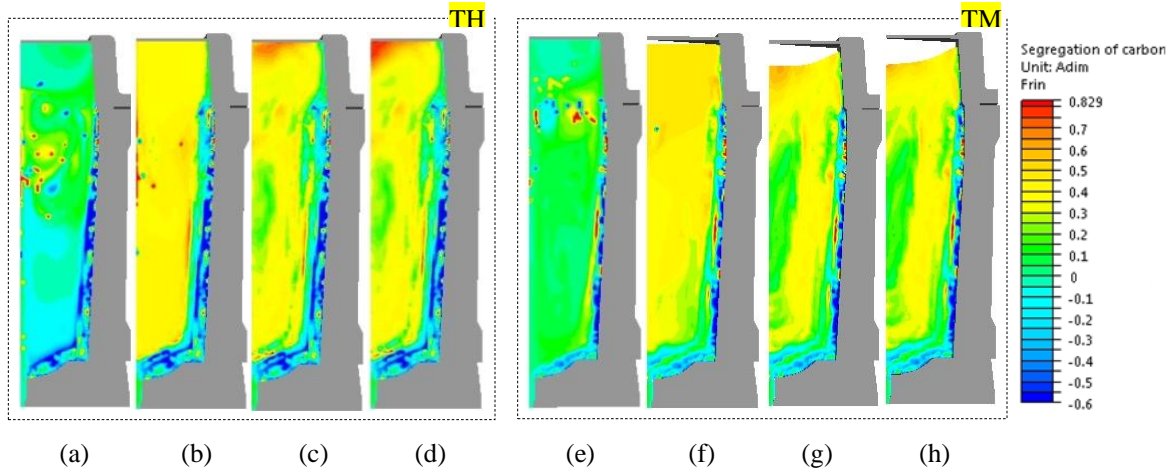 TH
TM
Segregation of carbon
Unit: Adim
Frin
0.829
0.7
0.6
0.5
0.4
0.3
0.2
0.1
0
-0.1
-0.2
-0.3
-0.4
-0.5
-0.6
(a) (b) (c) (d) (e) (f) (g) (h)